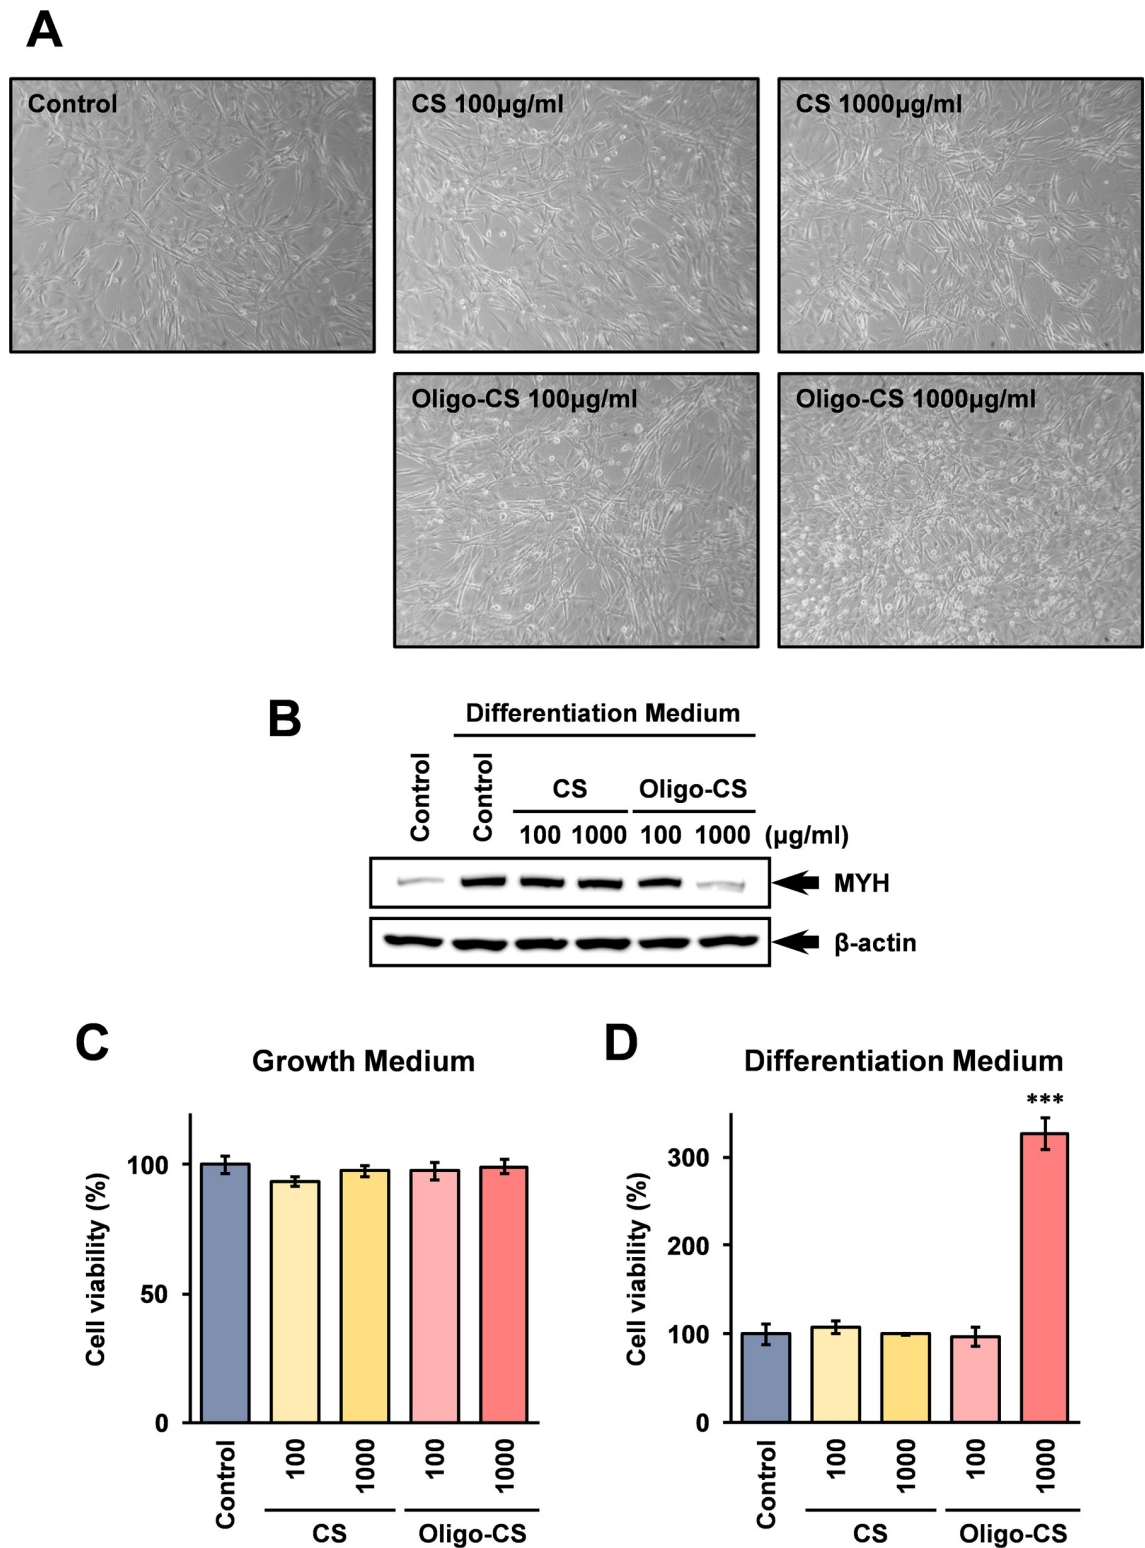 A
Control
CS 100µg/ml
CS 1000µg/ml
Oligo-CS 100µg/ml
Oligo-CS 1000µg/ml
B
Differentiation Medium
Control
Control
CS
Oligo-CS
100 1000 100 1000 (µg/ml)
MYH
β-actin
C
Growth Medium
Cell viability (%)
100
50
0
Control
100
1000
100
1000
CS
Oligo-CS
D
Differentiation Medium
***
Cell viability (%)
300
200
100
0
Control
100
1000
100
1000
CS
Oligo-CS